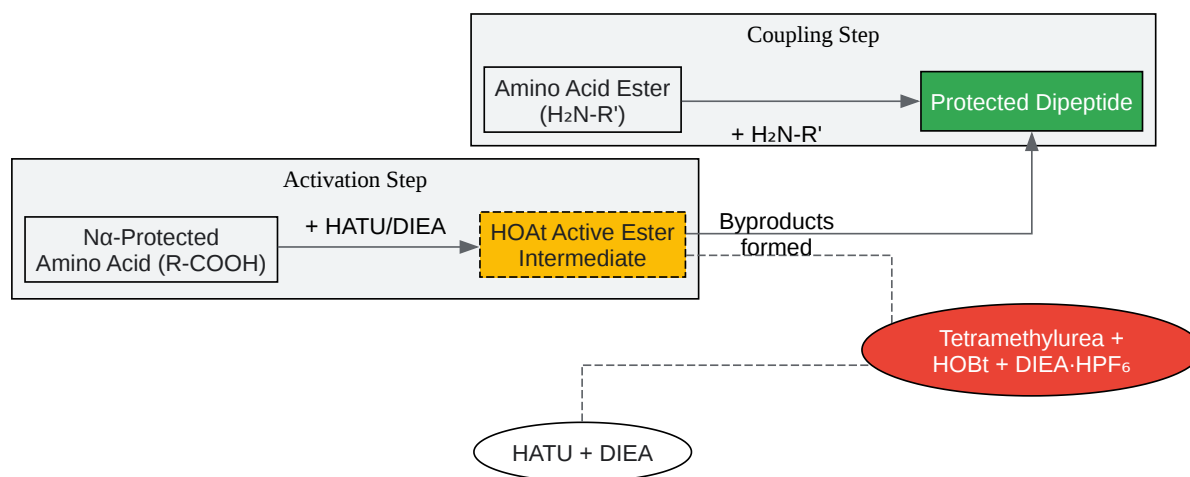 Coupling Step
Amino Acid Ester
(H₂N-R')
Protected Dipeptide
+ H₂N-R'
Activation Step
Nα-Protected
Amino Acid (R-COOH)
+ HATU/DIEA
HOAt Active Ester
Intermediate
Byproducts
formed
Tetramethylurea +
HOBt + DIEA·HPF₆
HATU + DIEA